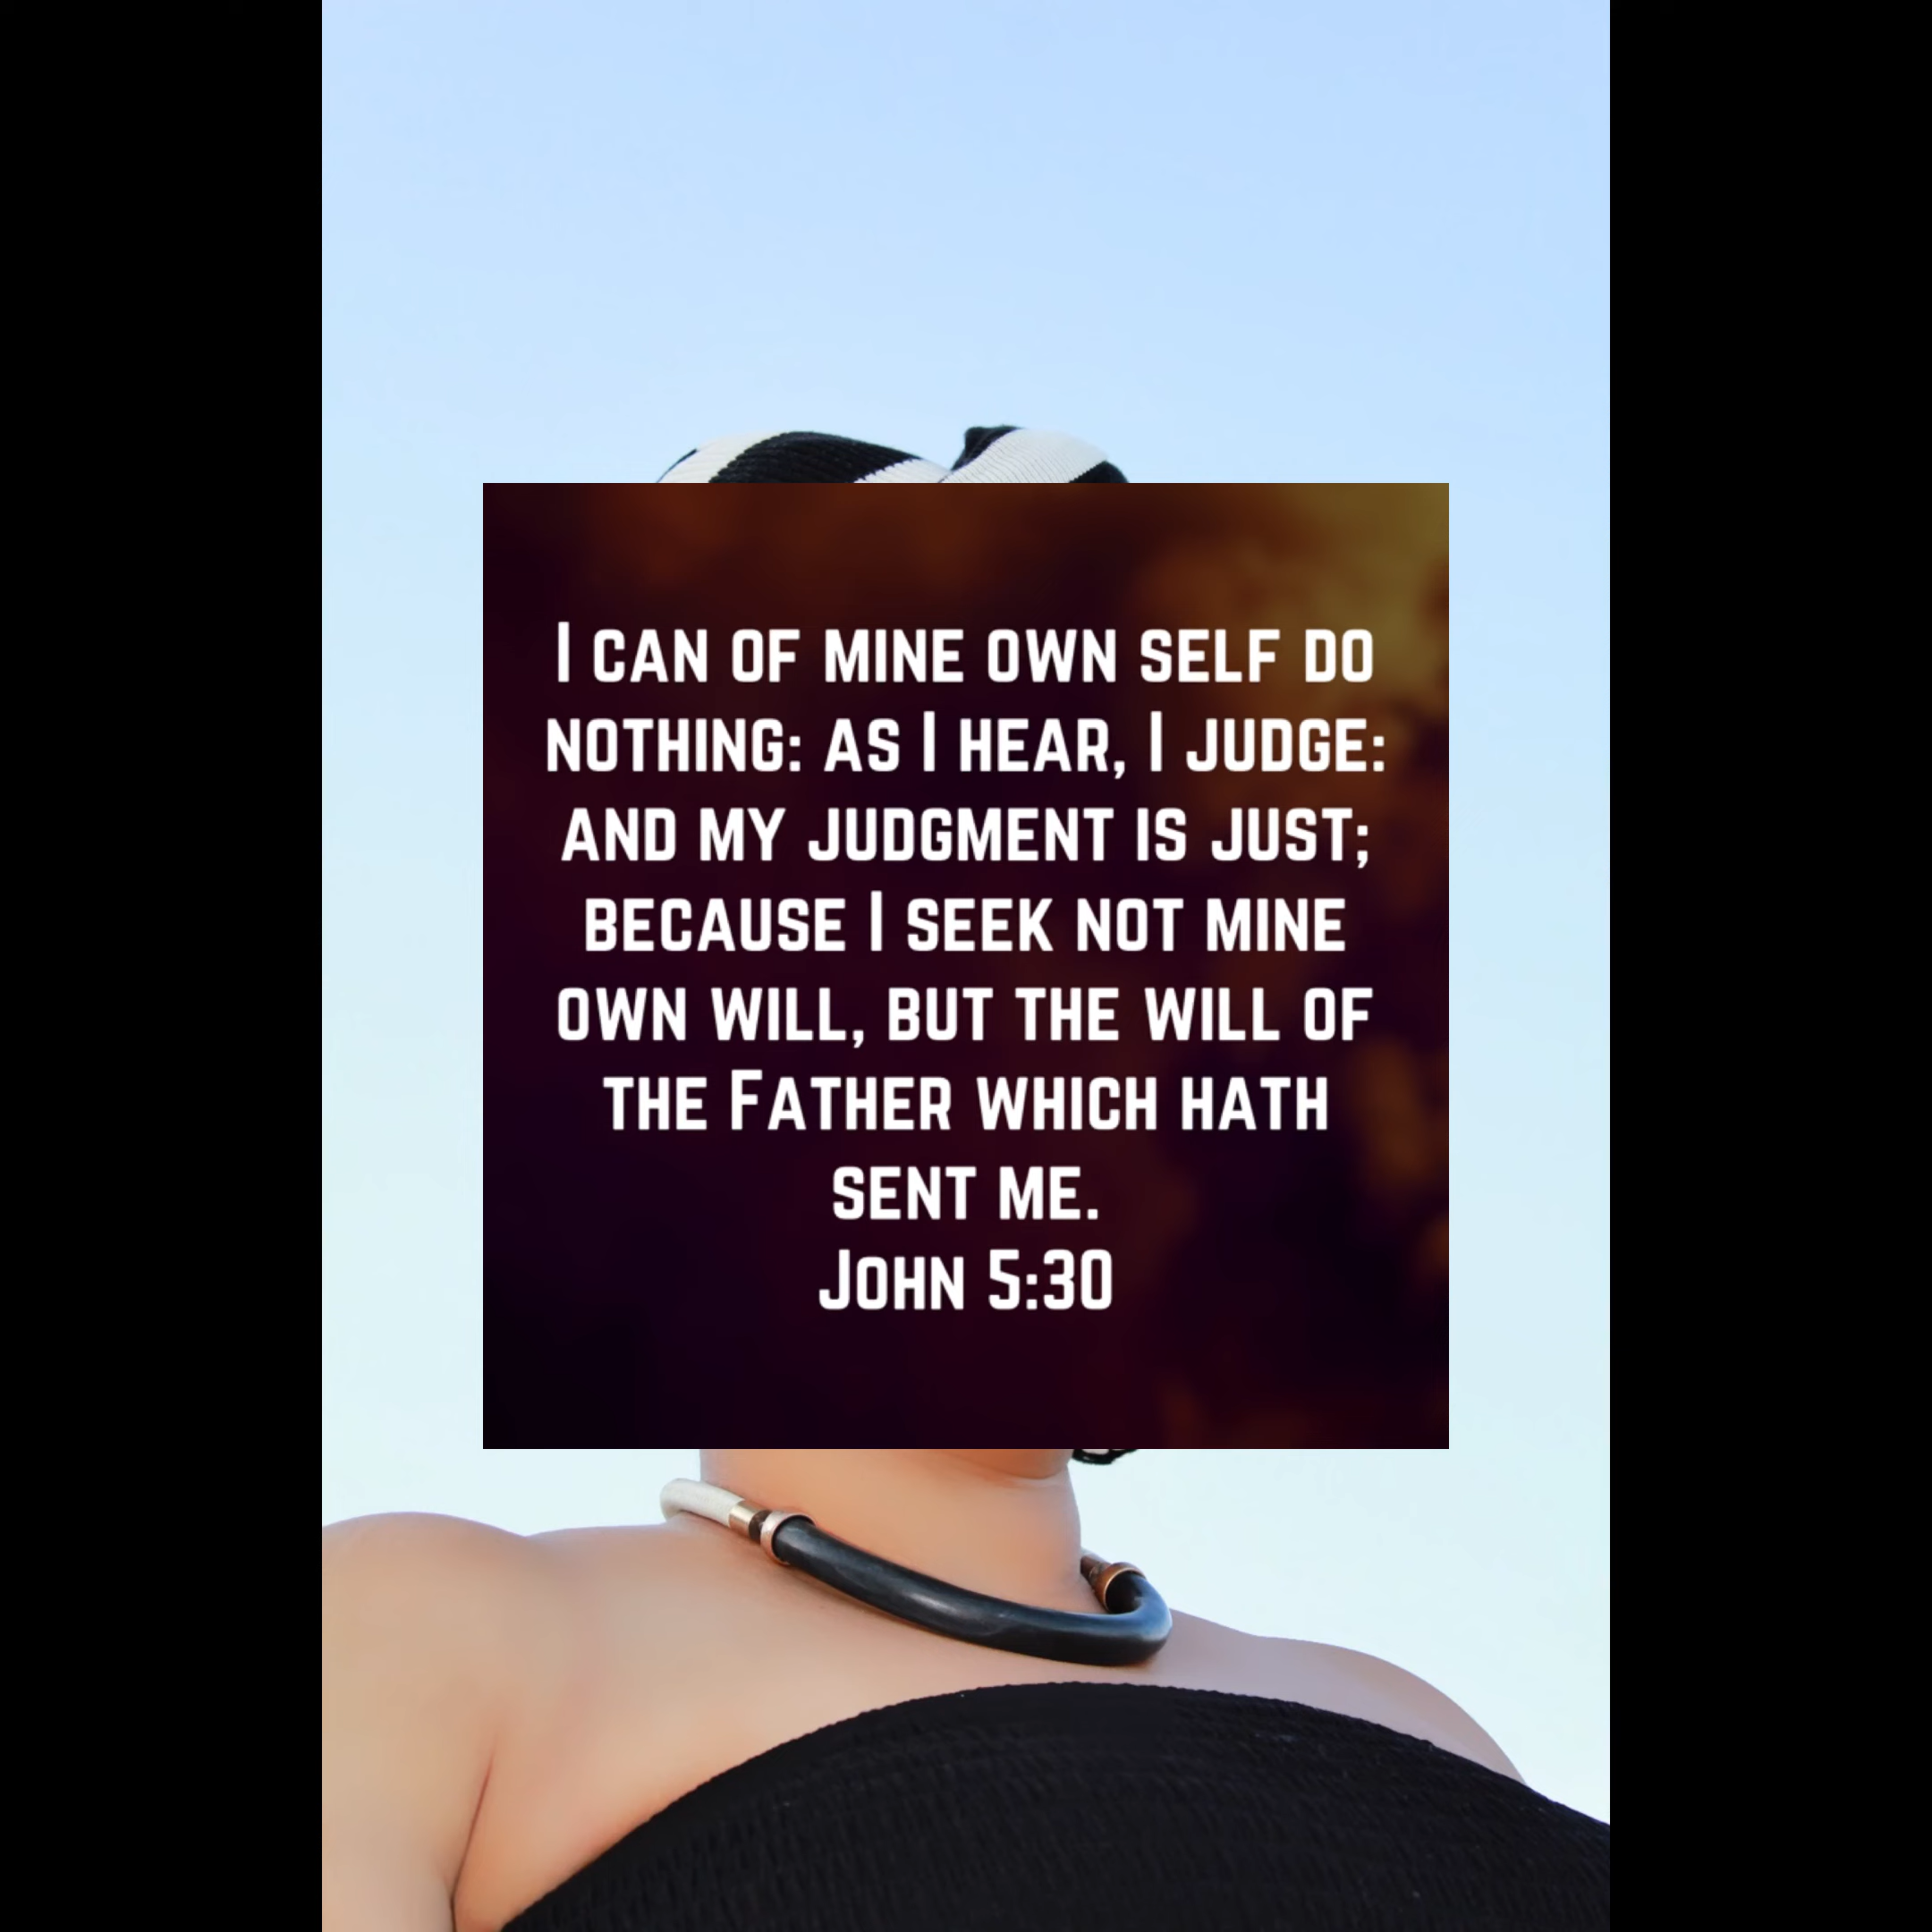 I can of mine own self do
nothing: as I hear, I judge:
and my judgment is just;
because I seek not mine
own will, but the will of
the Father which hath
sent me.
John 5:30